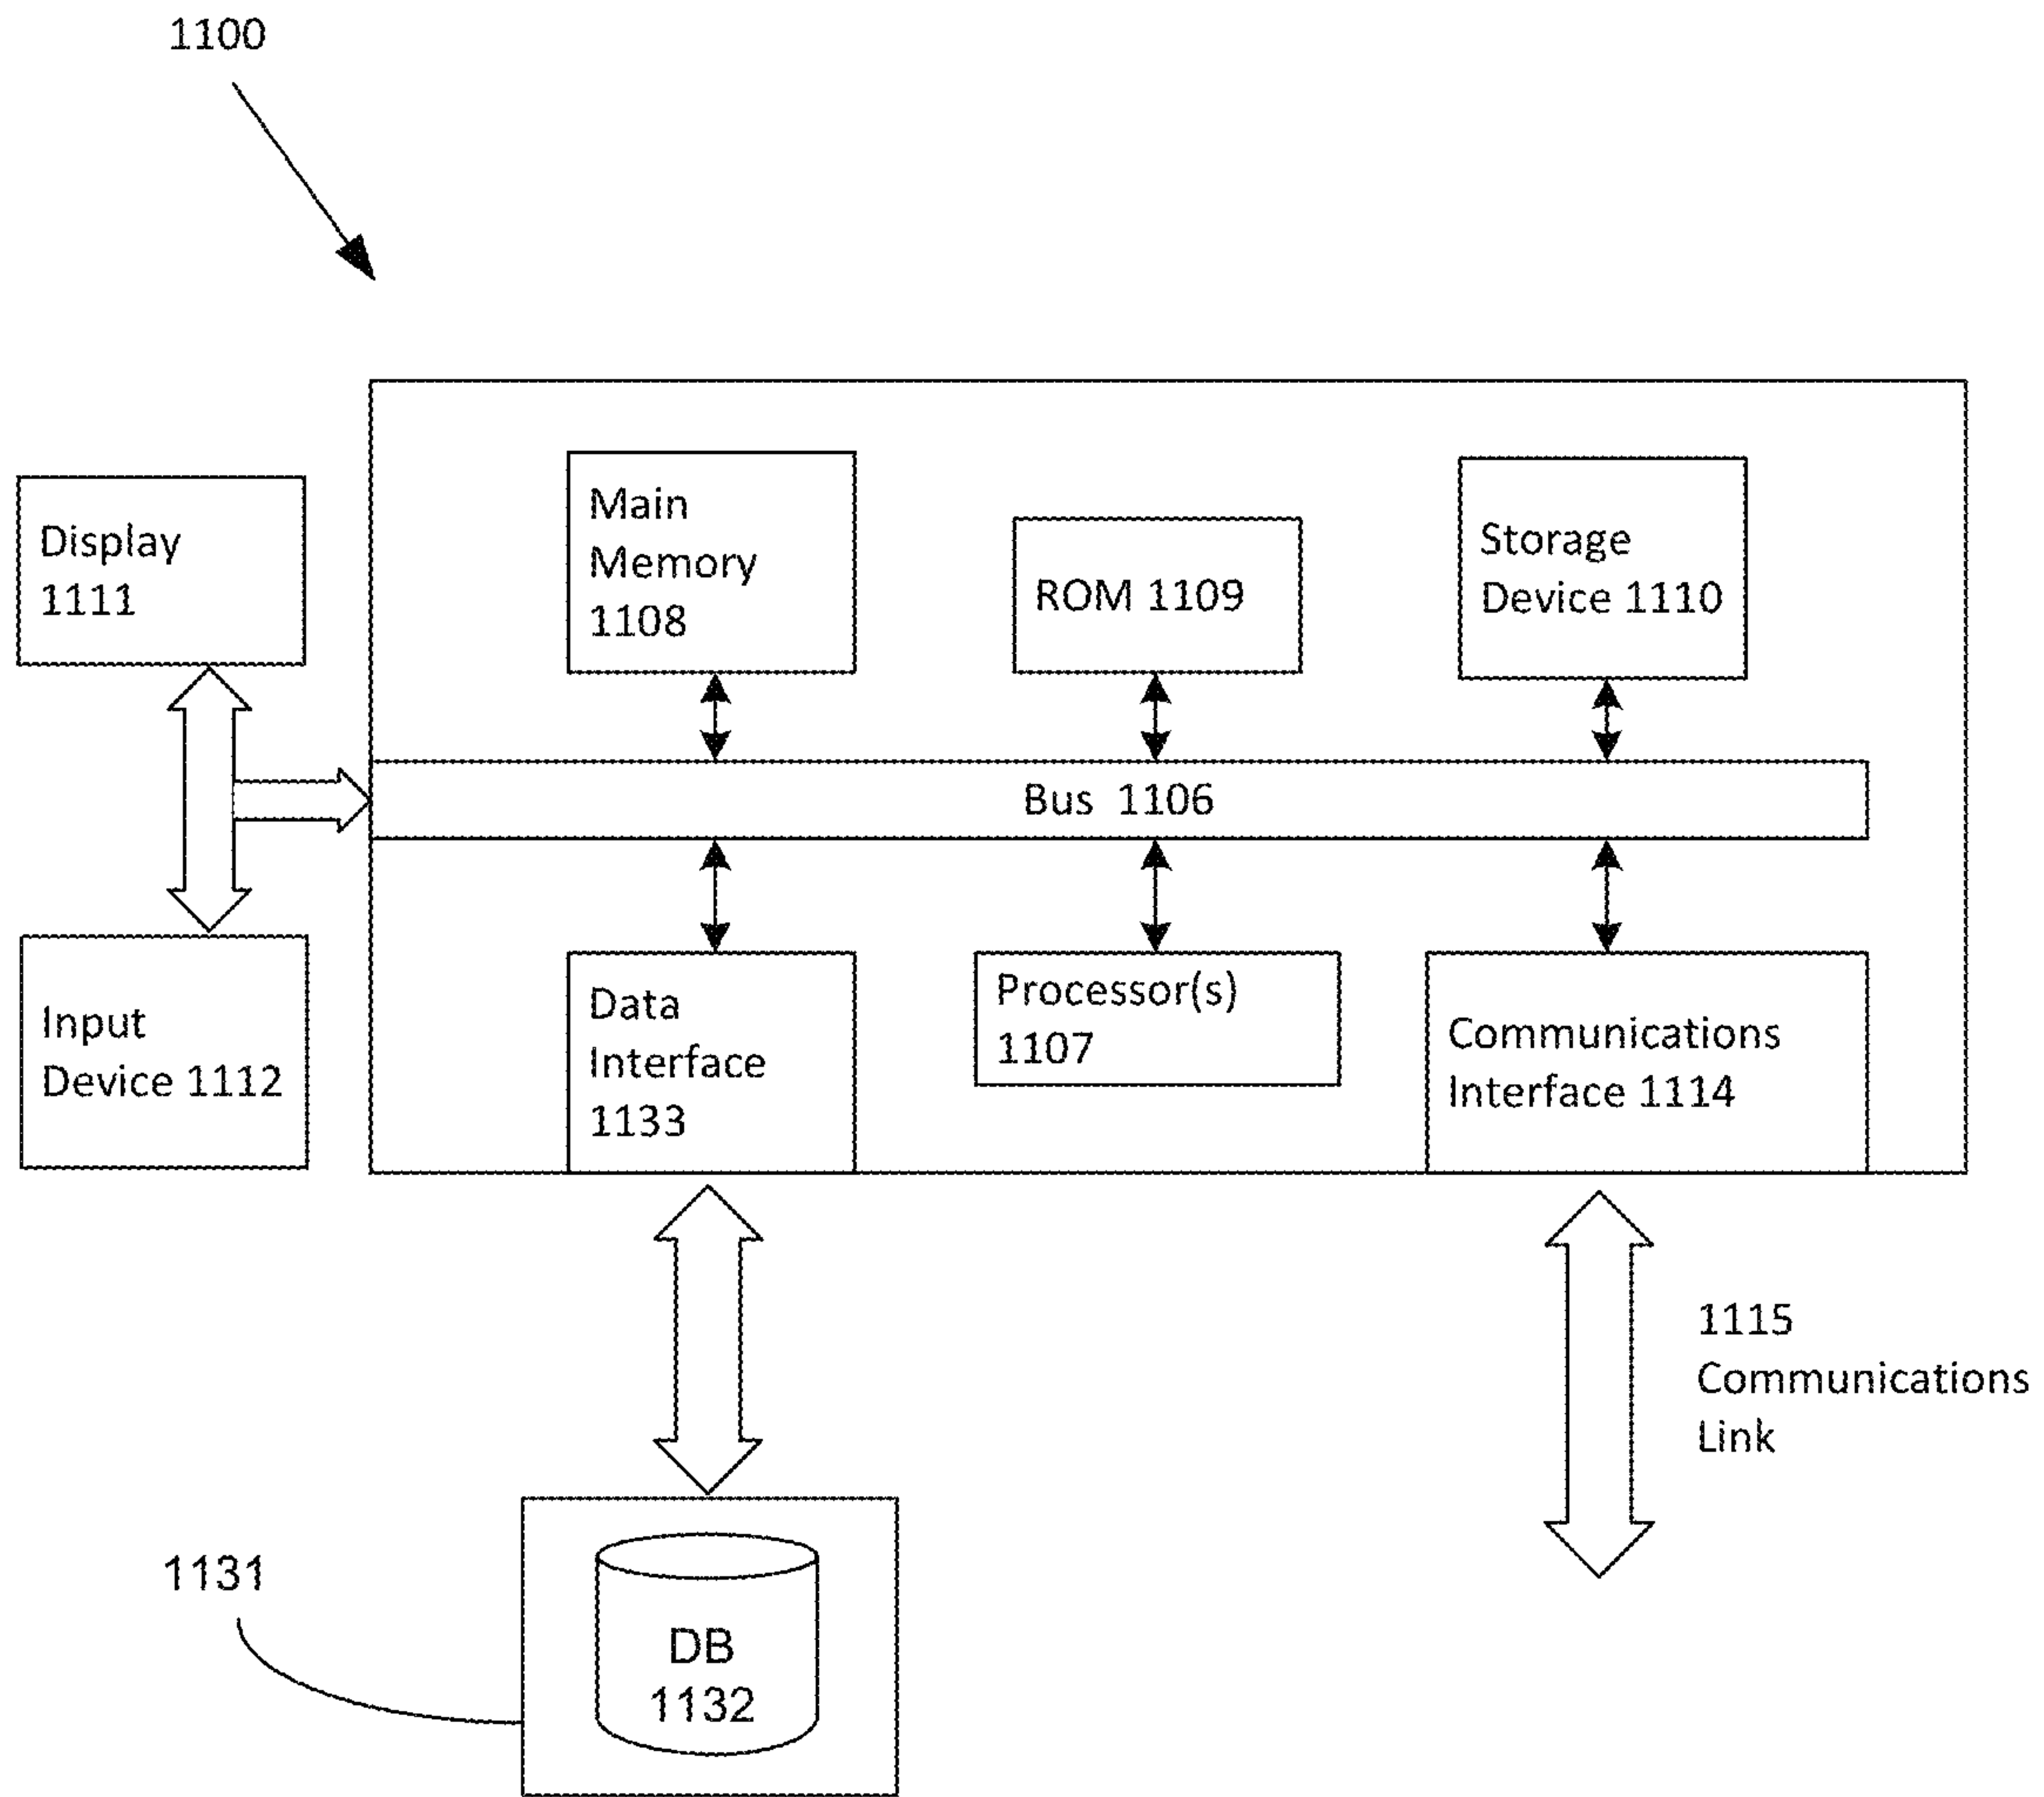 1100
Display
1111
Main
Memory
1108
ROM 1109
Storage
Device 1110
Bus 1106
Input
Device 1112
Data
Interface
1133
Processor(s)
1107
Communications
Interface 1114
1115
Communications
Link
1131
DB
1132